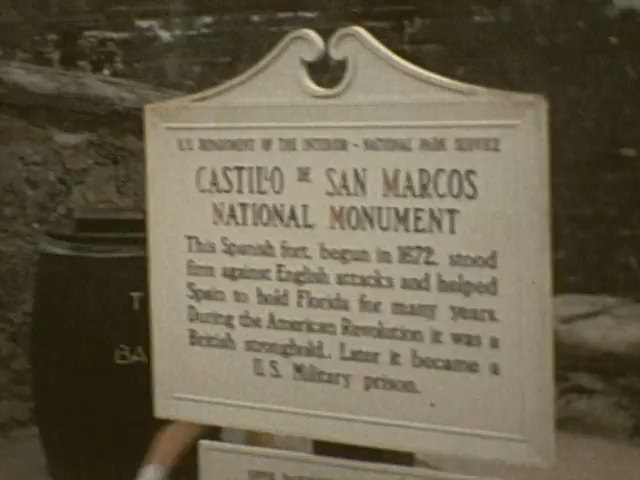 U.S. DEPARTMENT OF THE INTERIOR - NATIONAL PARK SERVICE
CASTILLO DE SAN MARCOS
NATIONAL MONUMENT
This Spanish fort, begun in 1672, stood
firm against English attacks and helped
Spain to hold Florida for many years.
During the American Revolution it was a
British stronghold. Later it became a
U.S. Military prison.
T
BA